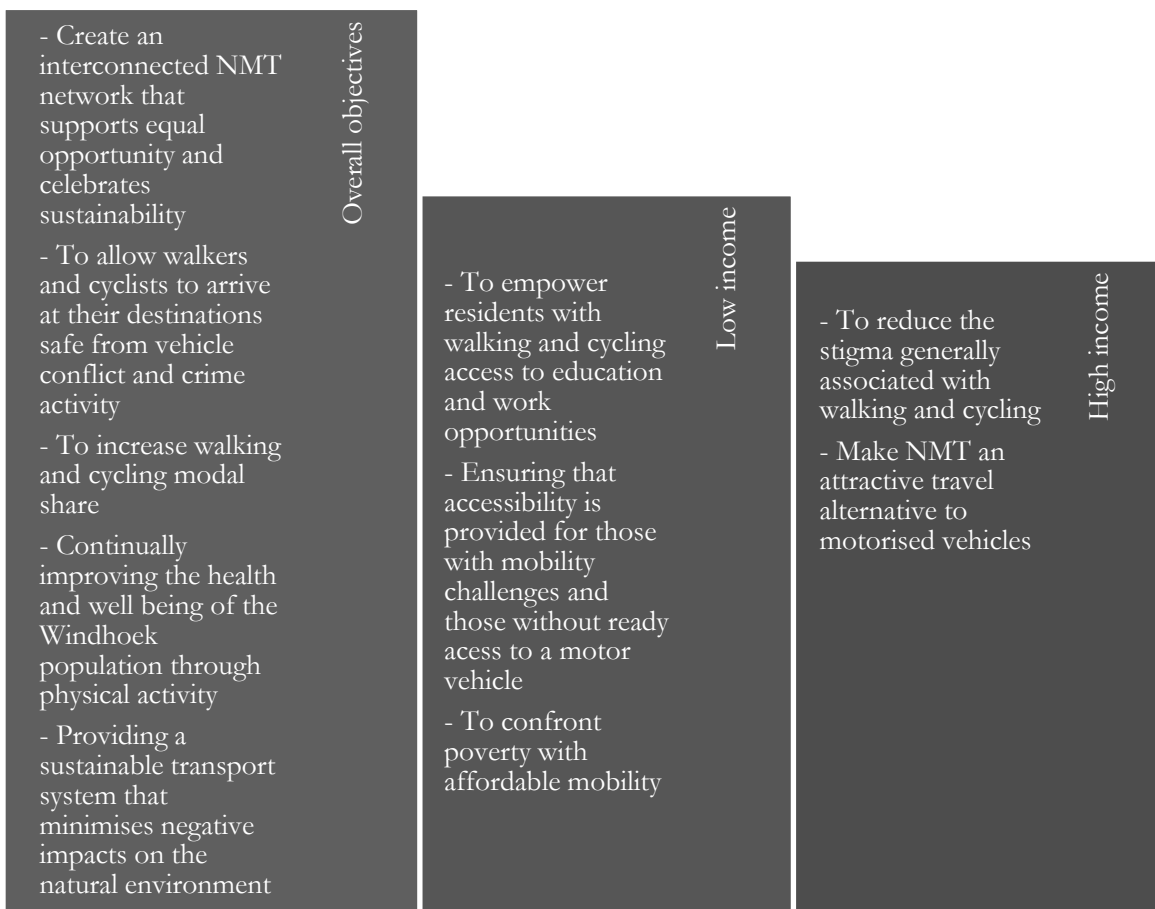 Overall objectives
- Create an
interconnected NMT
network that
supports equal
opportunity and
celebrates
sustainability
- To allow walkers
and cyclists to arrive
at their destinations
safe from vehicle
conflict and crime
activity
- To increase walking
and cycling modal
share
- Continually
improving the health
and well being of the
Windhoek
population through
physical activity
- Providing a
sustainable transport
system that
minimises negative
impacts on the
natural environment
Low income
- To empower
residents with
walking and cycling
access to education
and work
opportunities
- Ensuring that
accessibility is
provided for those
with mobility
challenges and
those without ready
acess to a motor
vehicle
- To confront
poverty with
affordable mobility
High income
- To reduce the
stigma generally
associated with
walking and cycling
- Make NMT an
attractive travel
alternative to
motorised vehicles